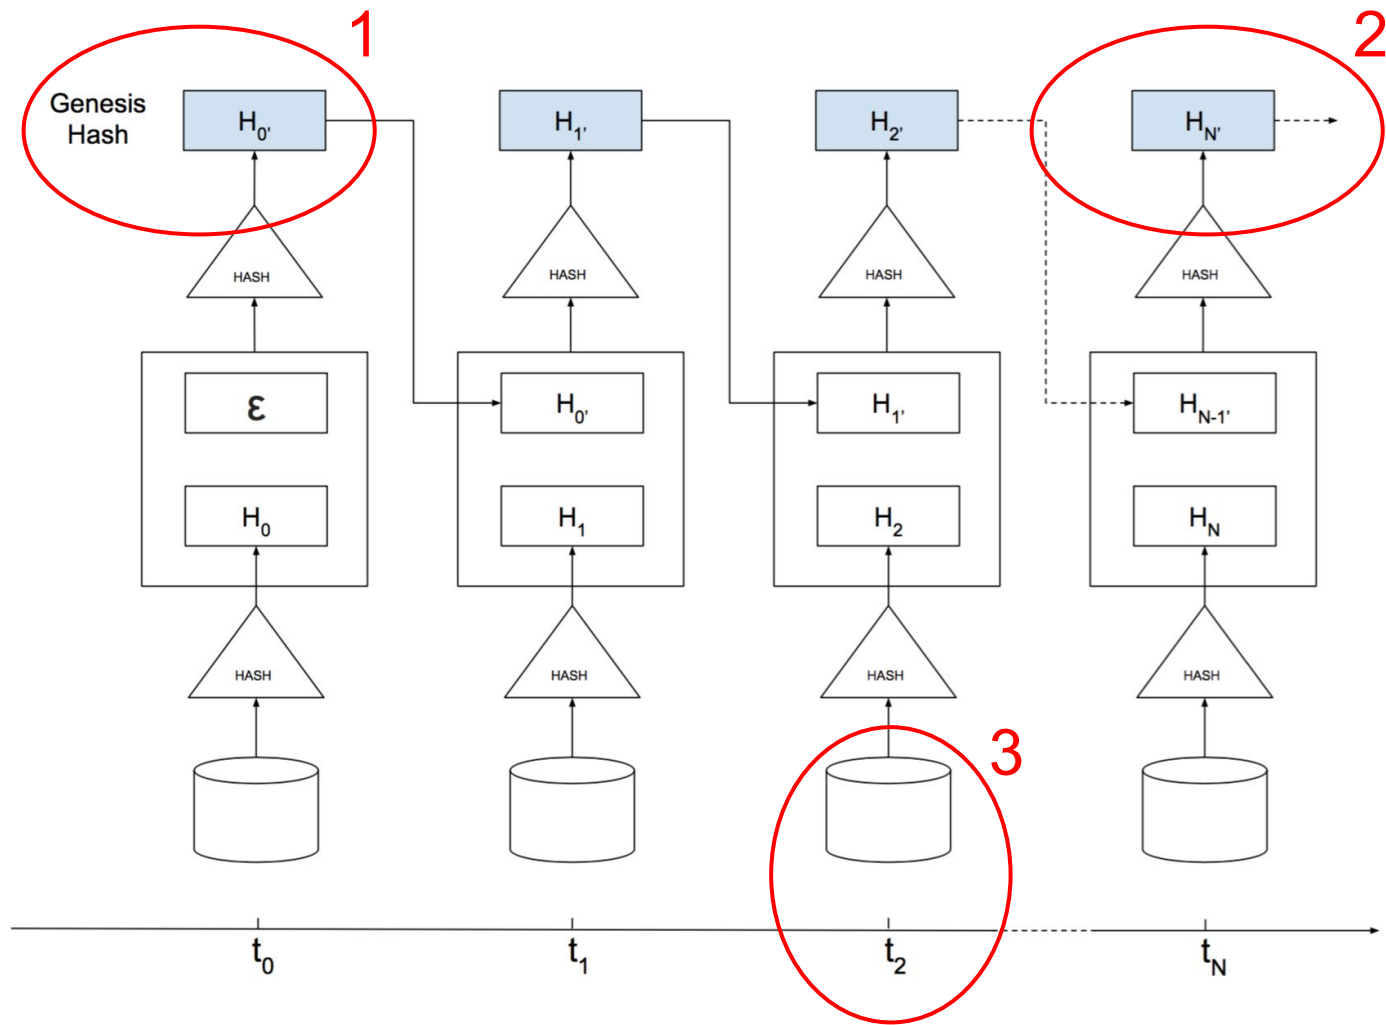 1
2
Genesis
Hash
H0'
H1'
H2'
HN'
HASH
HASH
HASH
HASH
ε
H0'
H1'
HN-1'
H0
H1
H2
HN
HASH
HASH
HASH
HASH
3
t0
t1
t2
tN